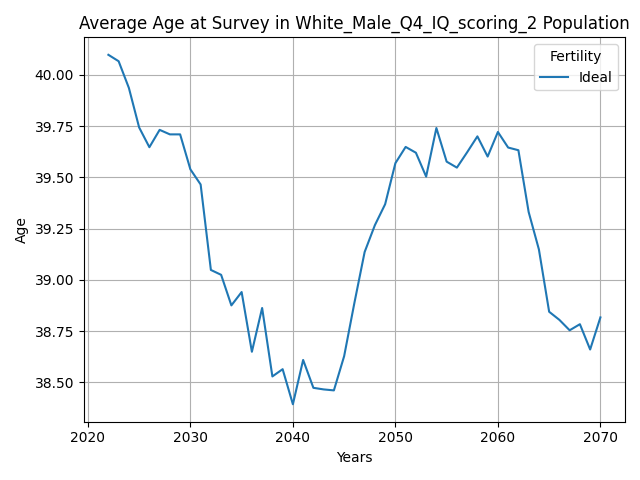 Average Age at Survey in White_Male_Q4_IQ_scoring_2 Population
Fertility
Ideal
40.00
39.75
39.50
39.25
39.00
38.75
38.50
Age
2020 2030 2040 2050 2060 2070
Years